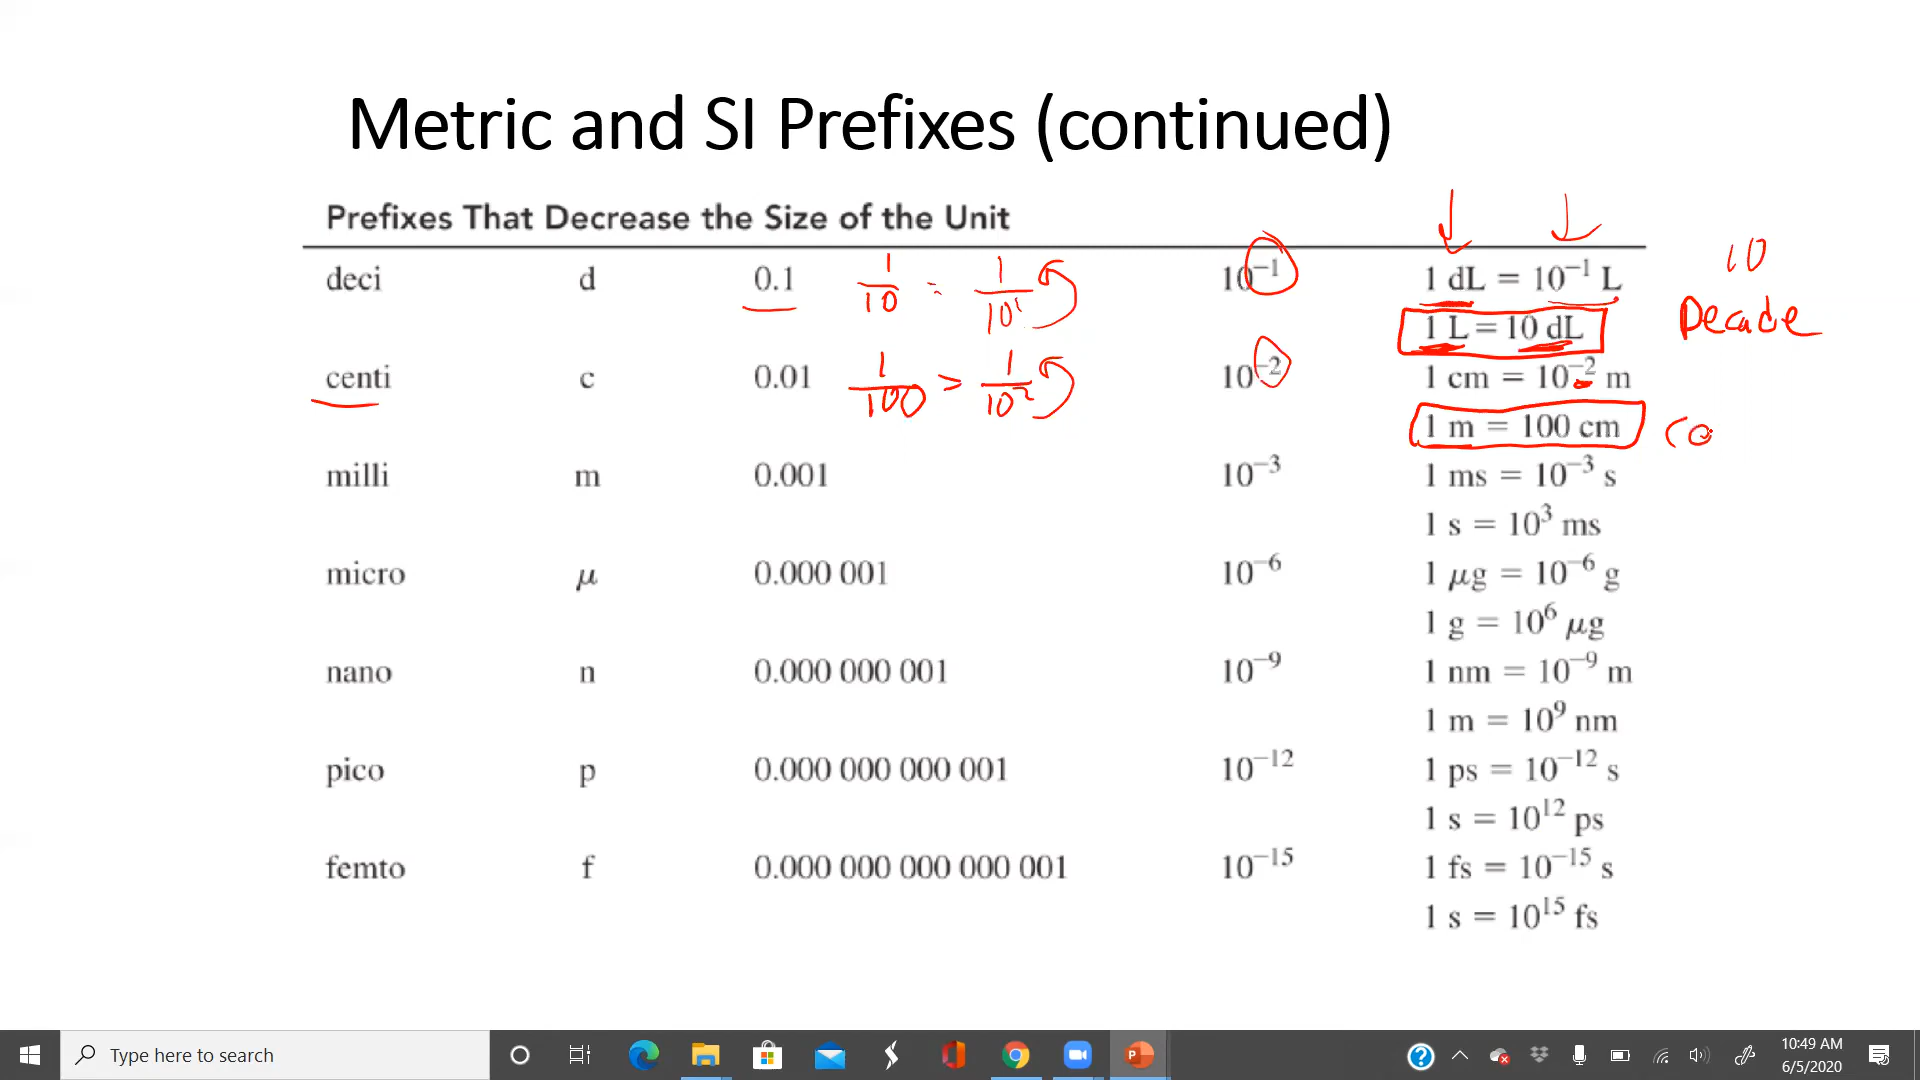 Metric and SI Prefixes (continued)
Prefixes That Decrease the Size of the Unit
deci d 0.1 1/10 = 1/10¹ 10⁻¹ 1 dL = 10⁻¹ L 10
1 L = 10 dL Decade
centi c 0.01 1/100 = 1/10² 10⁻² 1 cm = 10⁻² m
1 m = 100 cm
milli m 0.001 10⁻³ 1 ms = 10⁻³ s
1 s = 10³ ms
micro μ 0.000 001 10⁻⁶ 1 μg = 10⁻⁶ g
1 g = 10⁶ μg
nano n 0.000 000 001 10⁻⁹ 1 nm = 10⁻⁹ m
1 m = 10⁹ nm
pico p 0.000 000 000 001 10⁻¹² 1 ps = 10⁻¹² s
1 s = 10¹² ps
femto f 0.000 000 000 000 001 10⁻¹⁵ 1 fs = 10⁻¹⁵ s
1 s = 10¹⁵ fs
Type here to search
10:49 AM
6/5/2020